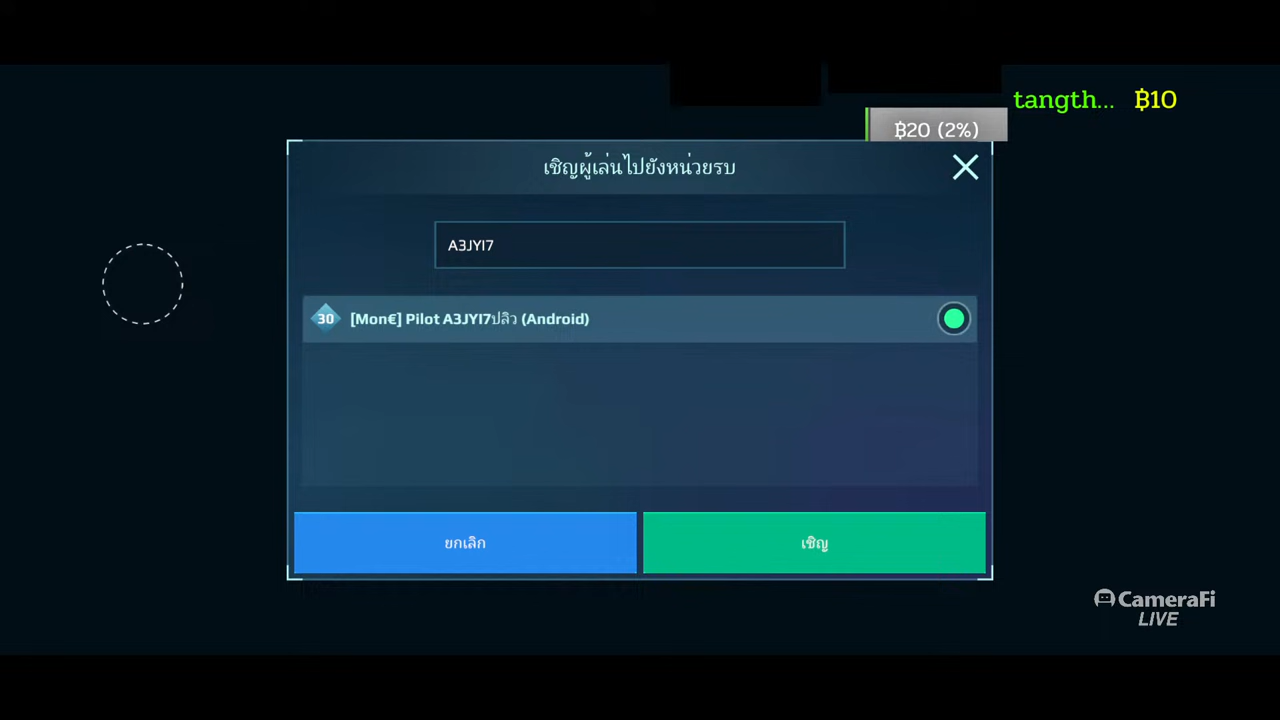 tangth... ฿10
฿20 (2%)
เชิญผู้เล่นไปยังหน่วยรบ
A3JYI7
30 [Mon€] Pilot A3JYI7ปลิว (Android)
ยกเลิก
เชิญ
CameraFi
LIVE